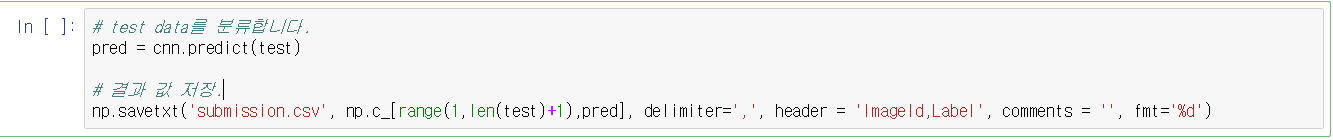 In [ ]:
# test data를 분류합니다.
pred = cnn.predict(test)
# 결과 값 저장.
np.savetxt('submission.csv', np.c_[range(1,len(test)+1),pred], delimiter=',', header = 'ImageId,Label', comments = '', fmt='%d')